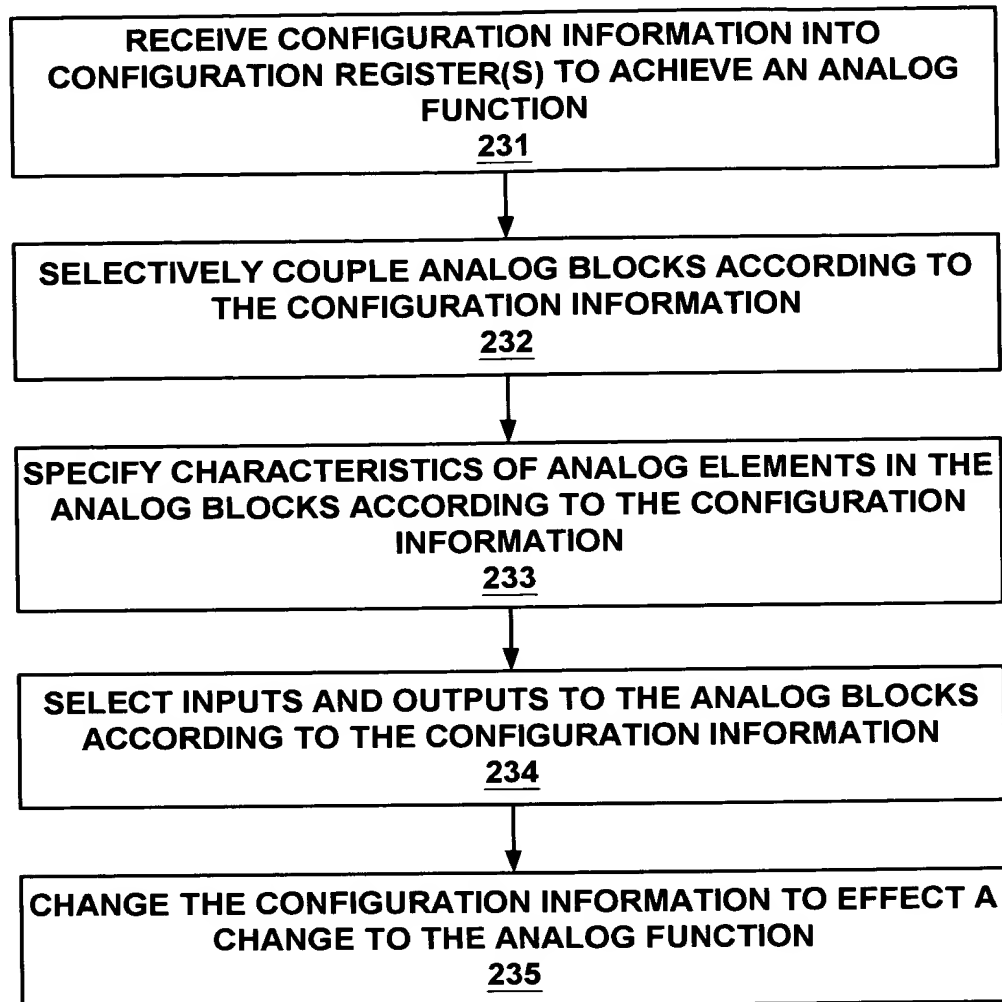 RECEIVE CONFIGURATION INFORMATION INTO
CONFIGURATION REGISTER(S) TO ACHIEVE AN ANALOG
FUNCTION
231
SELECTIVELY COUPLE ANALOG BLOCKS ACCORDING TO
THE CONFIGURATION INFORMATION
232
SPECIFY CHARACTERISTICS OF ANALOG ELEMENTS IN THE
ANALOG BLOCKS ACCORDING TO THE CONFIGURATION
INFORMATION
233
SELECT INPUTS AND OUTPUTS TO THE ANALOG BLOCKS
ACCORDING TO THE CONFIGURATION INFORMATION
234
CHANGE THE CONFIGURATION INFORMATION TO EFFECT A
CHANGE TO THE ANALOG FUNCTION
235